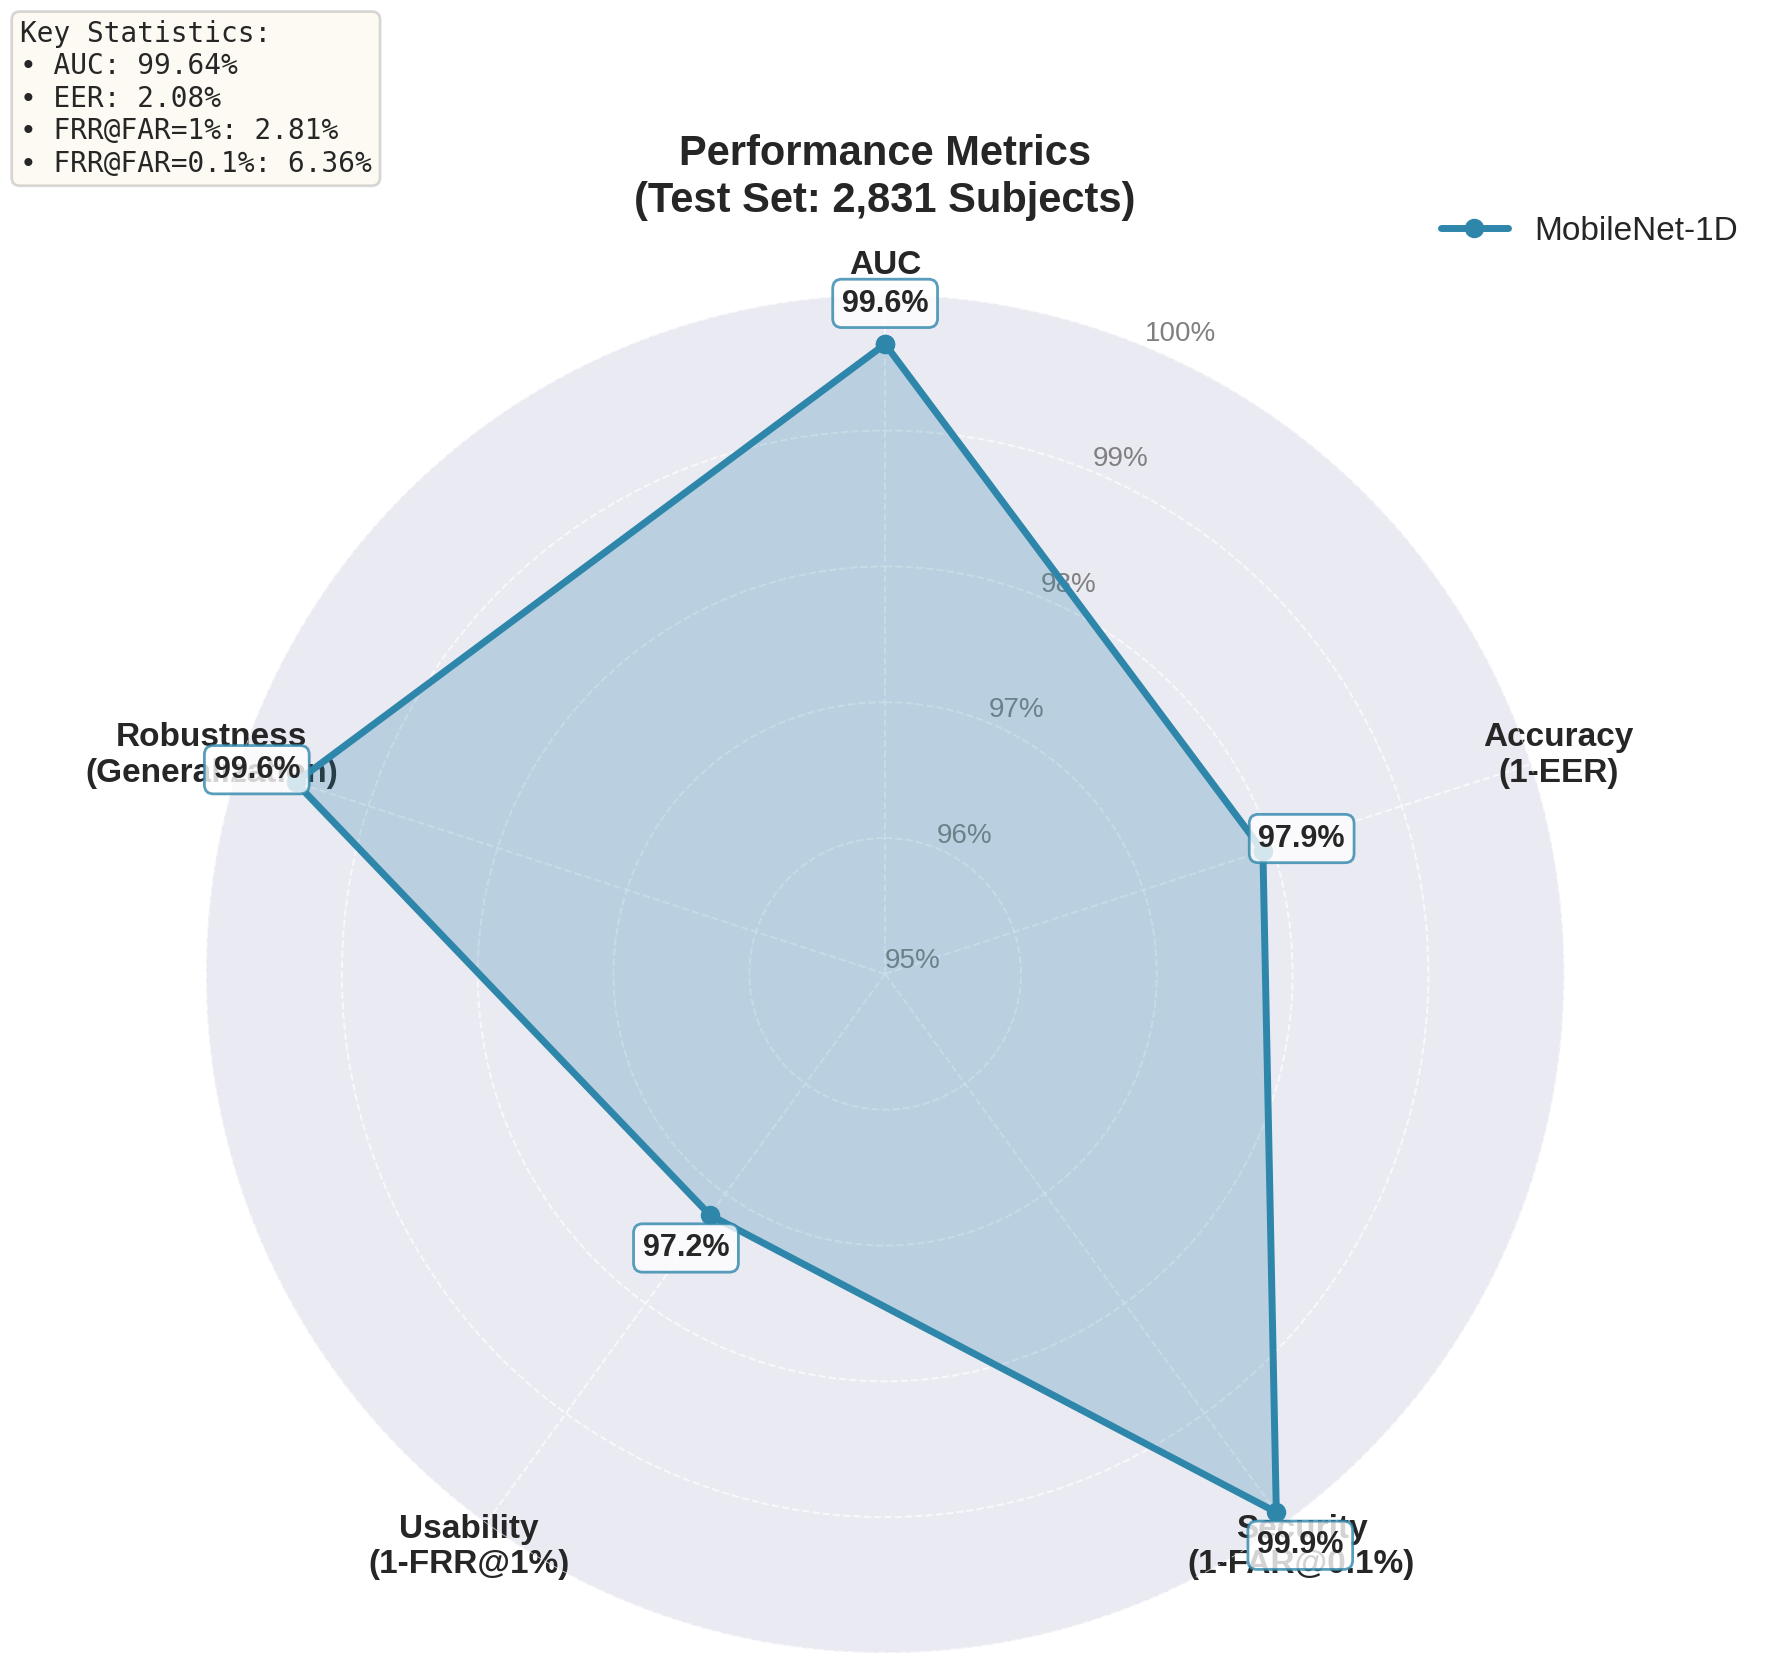 Key Statistics:
• AUC: 99.64%
• EER: 2.08%
• FRR@FAR=1%: 2.81%
• FRR@FAR=0.1%: 6.36%
Performance Metrics
(Test Set: 2,831 Subjects)
MobileNet-1D
AUC
99.6%
100%
99%
98%
97%
96%
95%
Robustness
(Generalization)
99.6%
Accuracy
(1-EER)
97.9%
97.2%
Usability
(1-FRR@1%)
Security
(1-FAR@0.1%)
99.9%